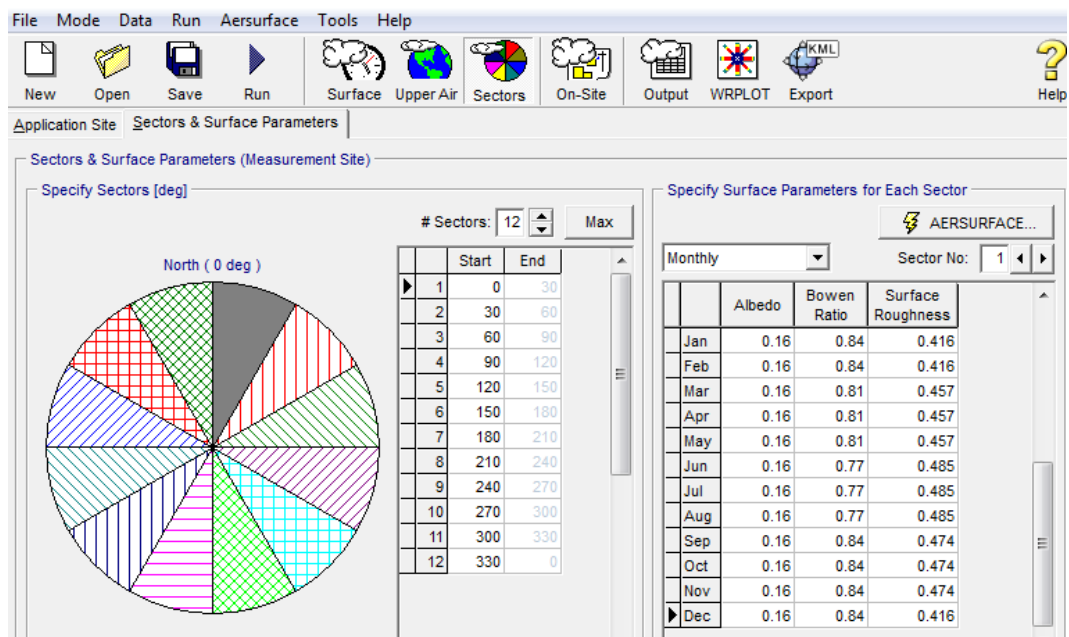 File Mode Data Run Aersurface Tools Help
KML
New Open Save Run Surface Upper Air Sectors On-Site Output WRPLOT Export Help
Application Site Sectors & Surface Parameters
Sectors & Surface Parameters (Measurement Site)
Specify Sectors [deg]
# Sectors: 12 Max
North ( 0 deg )
Start End
1 0 30
2 30 60
3 60 90
4 90 120
5 120 150
6 150 180
7 180 210
8 210 240
9 240 270
10 270 300
11 300 330
12 330 0
Specify Surface Parameters for Each Sector
AERSURFACE...
Monthly Sector No: 1
Albedo Bowen Ratio Surface Roughness
Jan 0.16 0.84 0.416
Feb 0.16 0.84 0.416
Mar 0.16 0.81 0.457
Apr 0.16 0.81 0.457
May 0.16 0.81 0.457
Jun 0.16 0.77 0.485
Jul 0.16 0.77 0.485
Aug 0.16 0.77 0.485
Sep 0.16 0.84 0.474
Oct 0.16 0.84 0.474
Nov 0.16 0.84 0.474
Dec 0.16 0.84 0.416